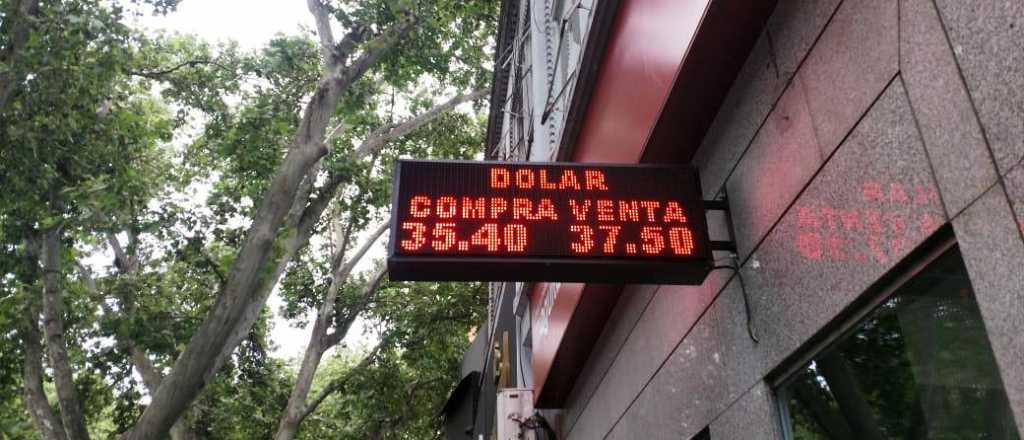 DOLAR
COMPRA VENTA
35.40 37.50